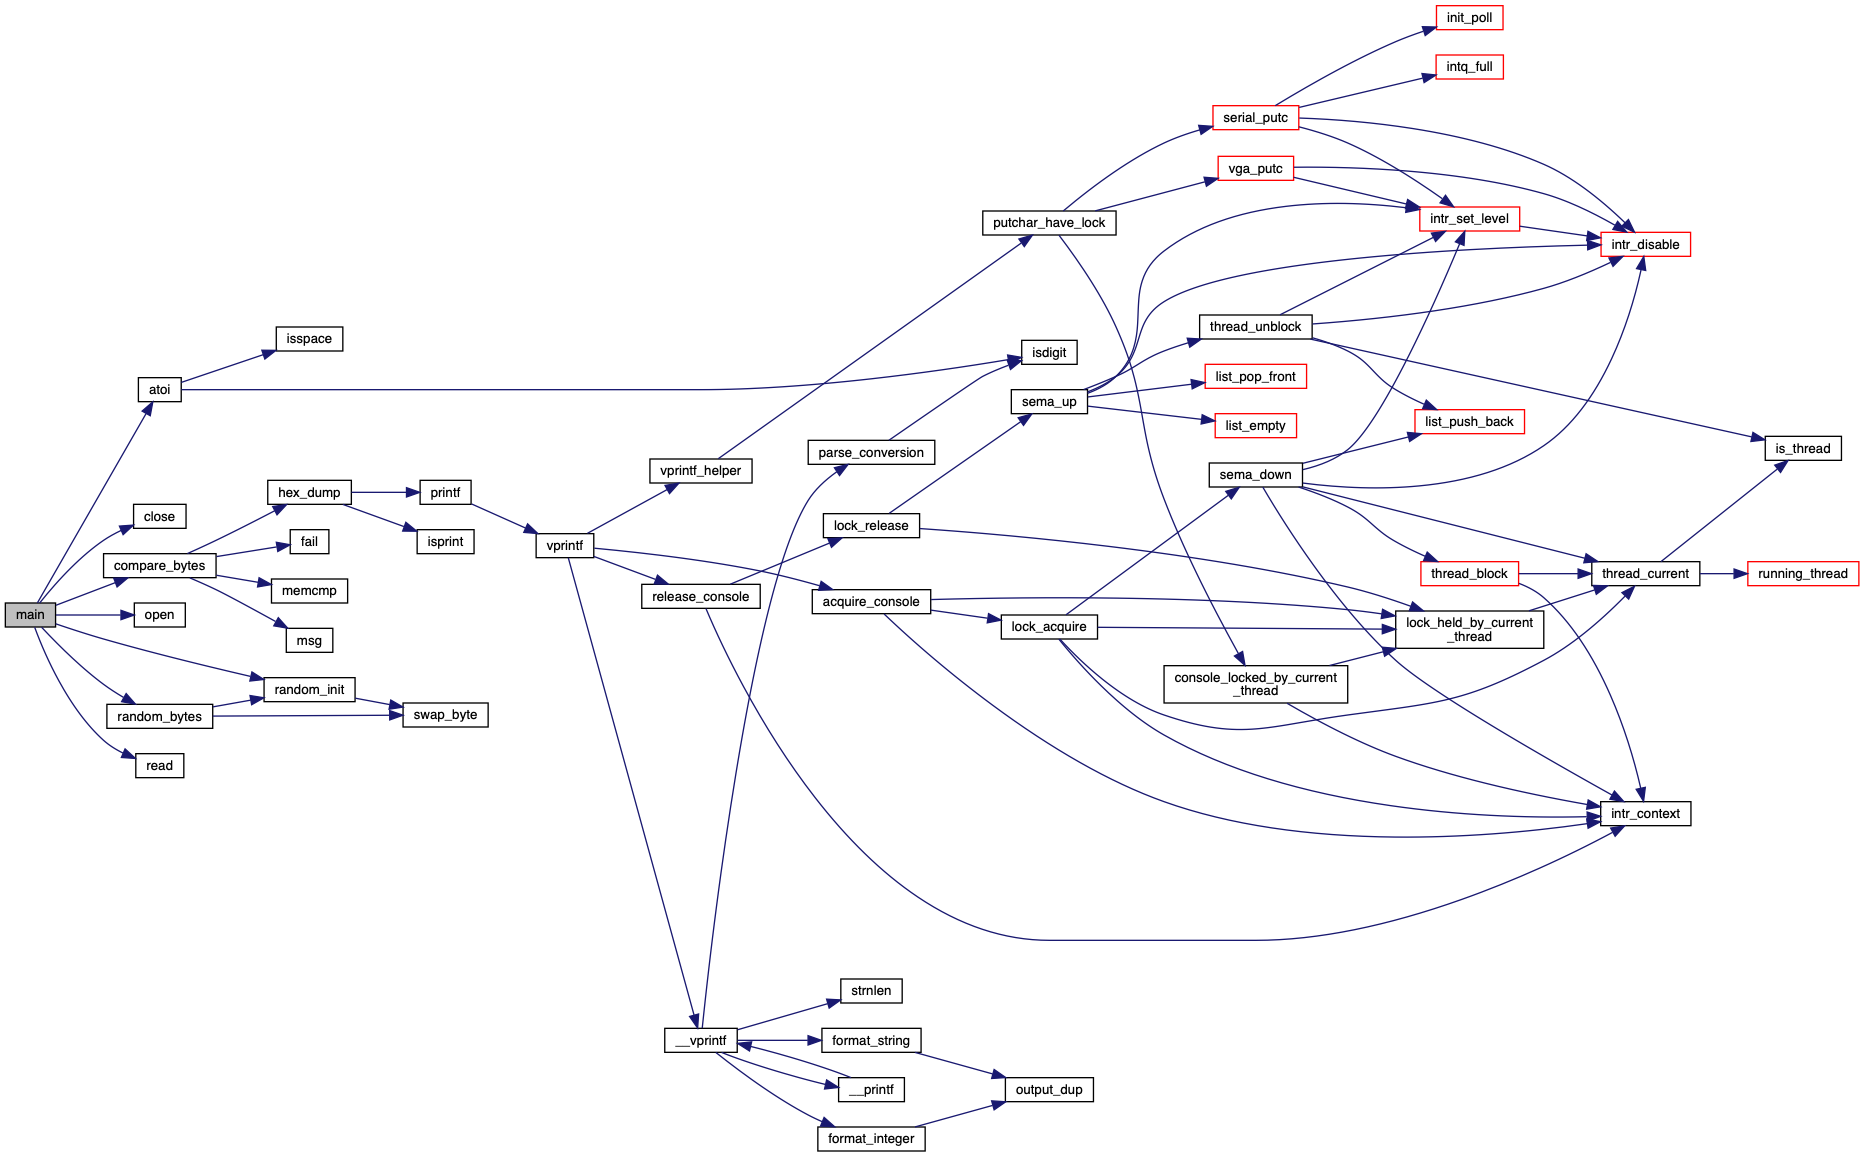 init_poll
intq_full
serial_putc
vga_putc
putchar_have_lock
intr_set_level
intr_disable
thread_unblock
isspace
isdigit
list_pop_front
atoi
sema_up
list_push_back
list_empty
is_thread
parse_conversion
vprintf_helper
sema_down
hex_dump
printf
close
lock_release
fail
isprint
vprintf
compare_bytes
thread_block
thread_current
running_thread
memcmp
release_console
acquire_console
main
open
lock_acquire
lock_held_by_current
_thread
msg
console_locked_by_current
_thread
random_init
random_bytes
swap_byte
read
intr_context
strnlen
__vprintf
format_string
__printf
output_dup
format_integer